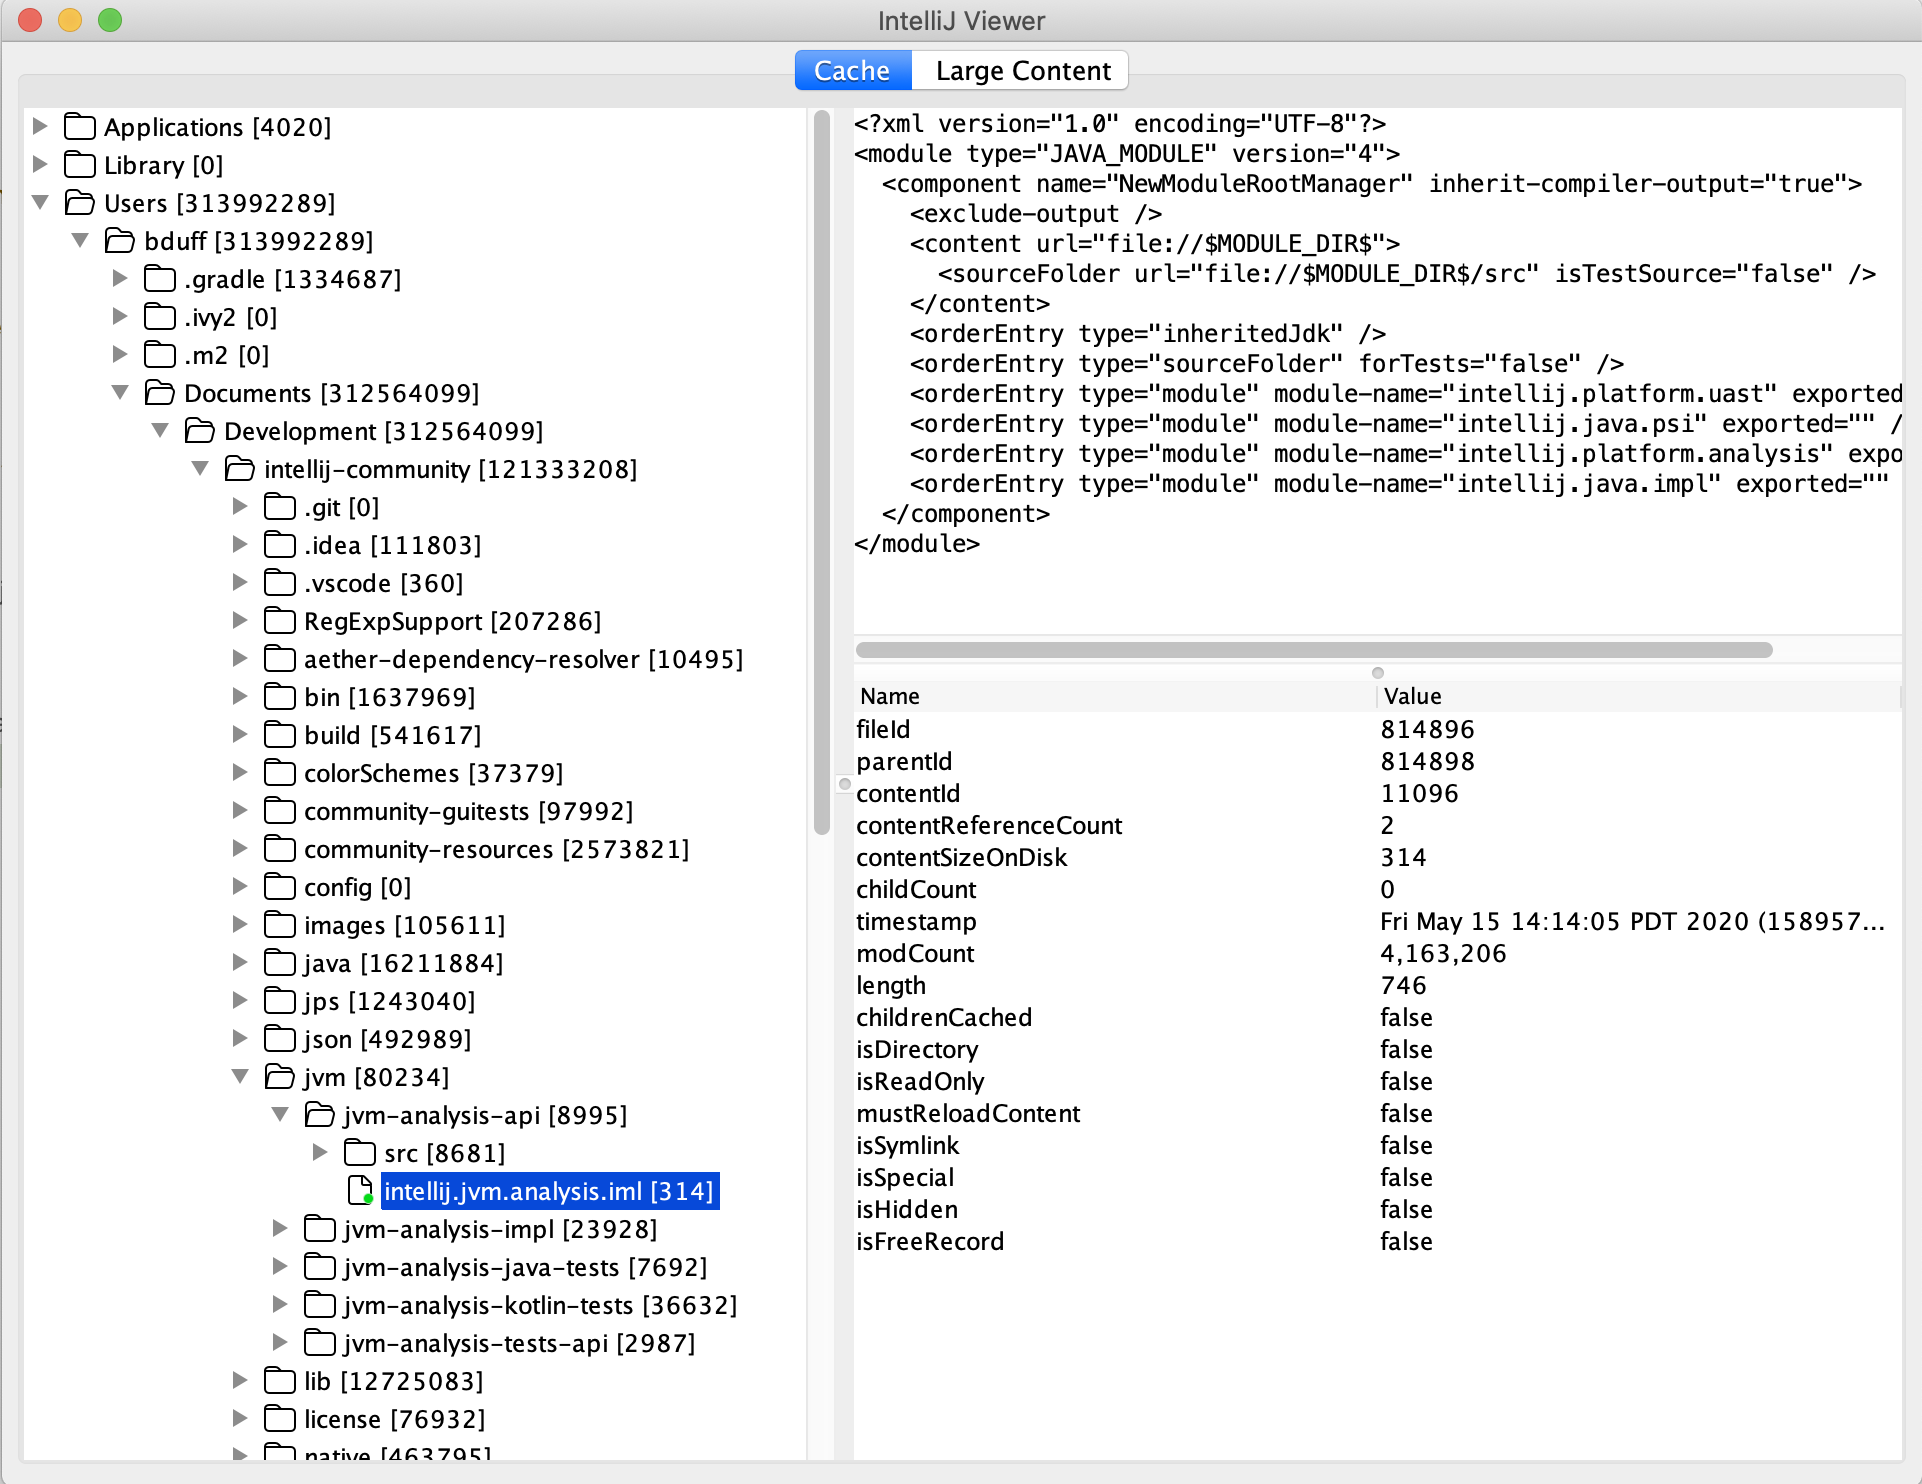 IntelliJ Viewer
Cache
Large Content
Applications [4020]
Library [0]
Users [313992289]
bduff [313992289]
.gradle [1334687]
.ivy2 [0]
.m2 [0]
Documents [312564099]
Development [312564099]
intellij-community [121333208]
.git [0]
.idea [111803]
.vscode [360]
RegExpSupport [207286]
aether-dependency-resolver [10495]
bin [1637969]
build [541617]
colorSchemes [37379]
community-guitests [97992]
community-resources [2573821]
config [0]
images [105611]
java [16211884]
jps [1243040]
json [492989]
jvm [80234]
jvm-analysis-api [8995]
src [8681]
intellij.jvm.analysis.iml [314]
jvm-analysis-impl [23928]
jvm-analysis-java-tests [7692]
jvm-analysis-kotlin-tests [36632]
jvm-analysis-tests-api [2987]
lib [12725083]
license [76932]
native [463795]
<?xml version="1.0" encoding="UTF-8"?>
<module type="JAVA_MODULE" version="4">
<component name="NewModuleRootManager" inherit-compiler-output="true">
<exclude-output />
<content url="file://$MODULE_DIR$">
<sourceFolder url="file://$MODULE_DIR$/src" isTestSource="false" />
</content>
<orderEntry type="inheritedJdk" />
<orderEntry type="sourceFolder" forTests="false" />
<orderEntry type="module" module-name="intellij.platform.uast" exported
<orderEntry type="module" module-name="intellij.java.psi" exported="" /
<orderEntry type="module" module-name="intellij.platform.analysis" expo
<orderEntry type="module" module-name="intellij.java.impl" exported=""
</component>
</module>
Name Value
fileId 814896
parentId 814898
contentId 11096
contentReferenceCount 2
contentSizeOnDisk 314
childCount 0
timestamp Fri May 15 14:14:05 PDT 2020 (158957...
modCount 4,163,206
length 746
childrenCached false
isDirectory false
isReadOnly false
mustReloadContent false
isSymlink false
isSpecial false
isHidden false
isFreeRecord false